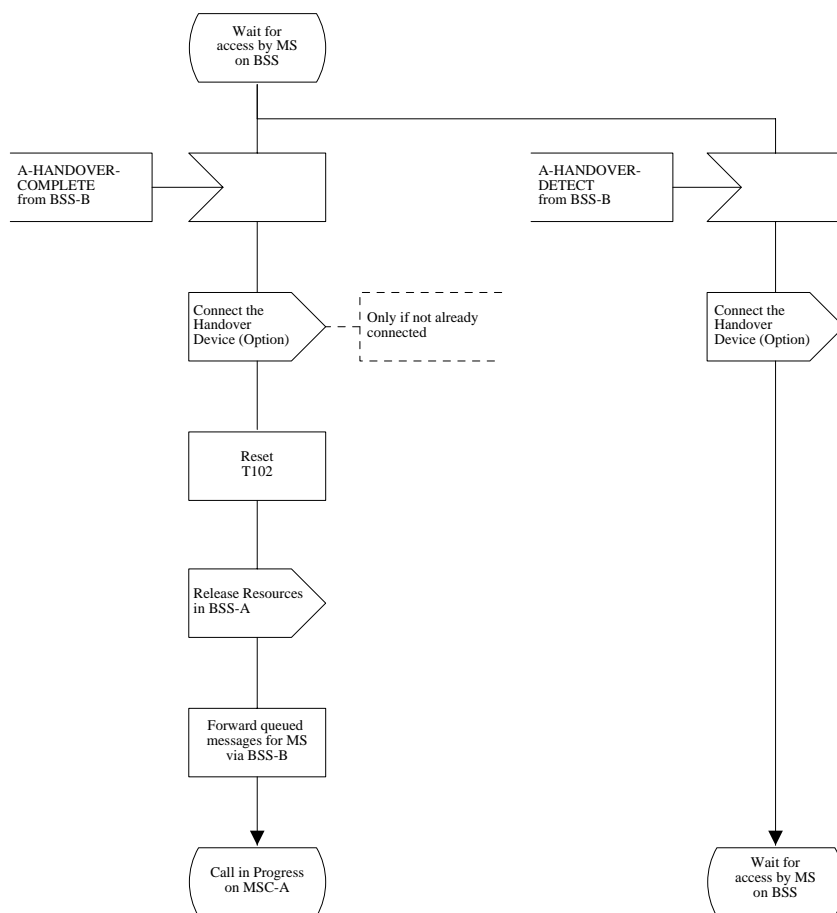 Wait for
access by MS
on BSS
A-HANDOVER-
COMPLETE
from BSS-B
A-HANDOVER-
DETECT
from BSS-B
Connect the
Handover
Device (Option)
Only if not already
connected
Connect the
Handover
Device (Option)
Reset
T102
Release Resources
in BSS-A
Forward queued
messages for MS
via BSS-B
Call in Progress
on MSC-A
Wait for
access by MS
on BSS